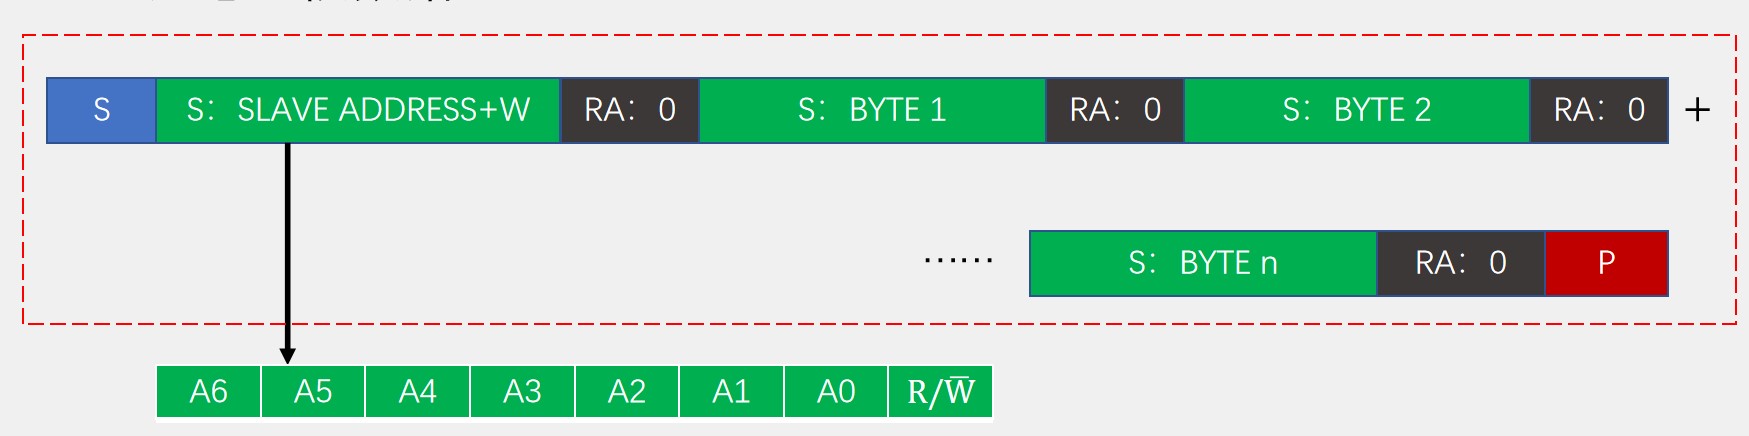 S S：SLAVE ADDRESS+W RA：0 S：BYTE 1 RA：0 S：BYTE 2 RA：0 +
…… S：BYTE n RA：0 P
A6 A5 A4 A3 A2 A1 A0 R/W̅